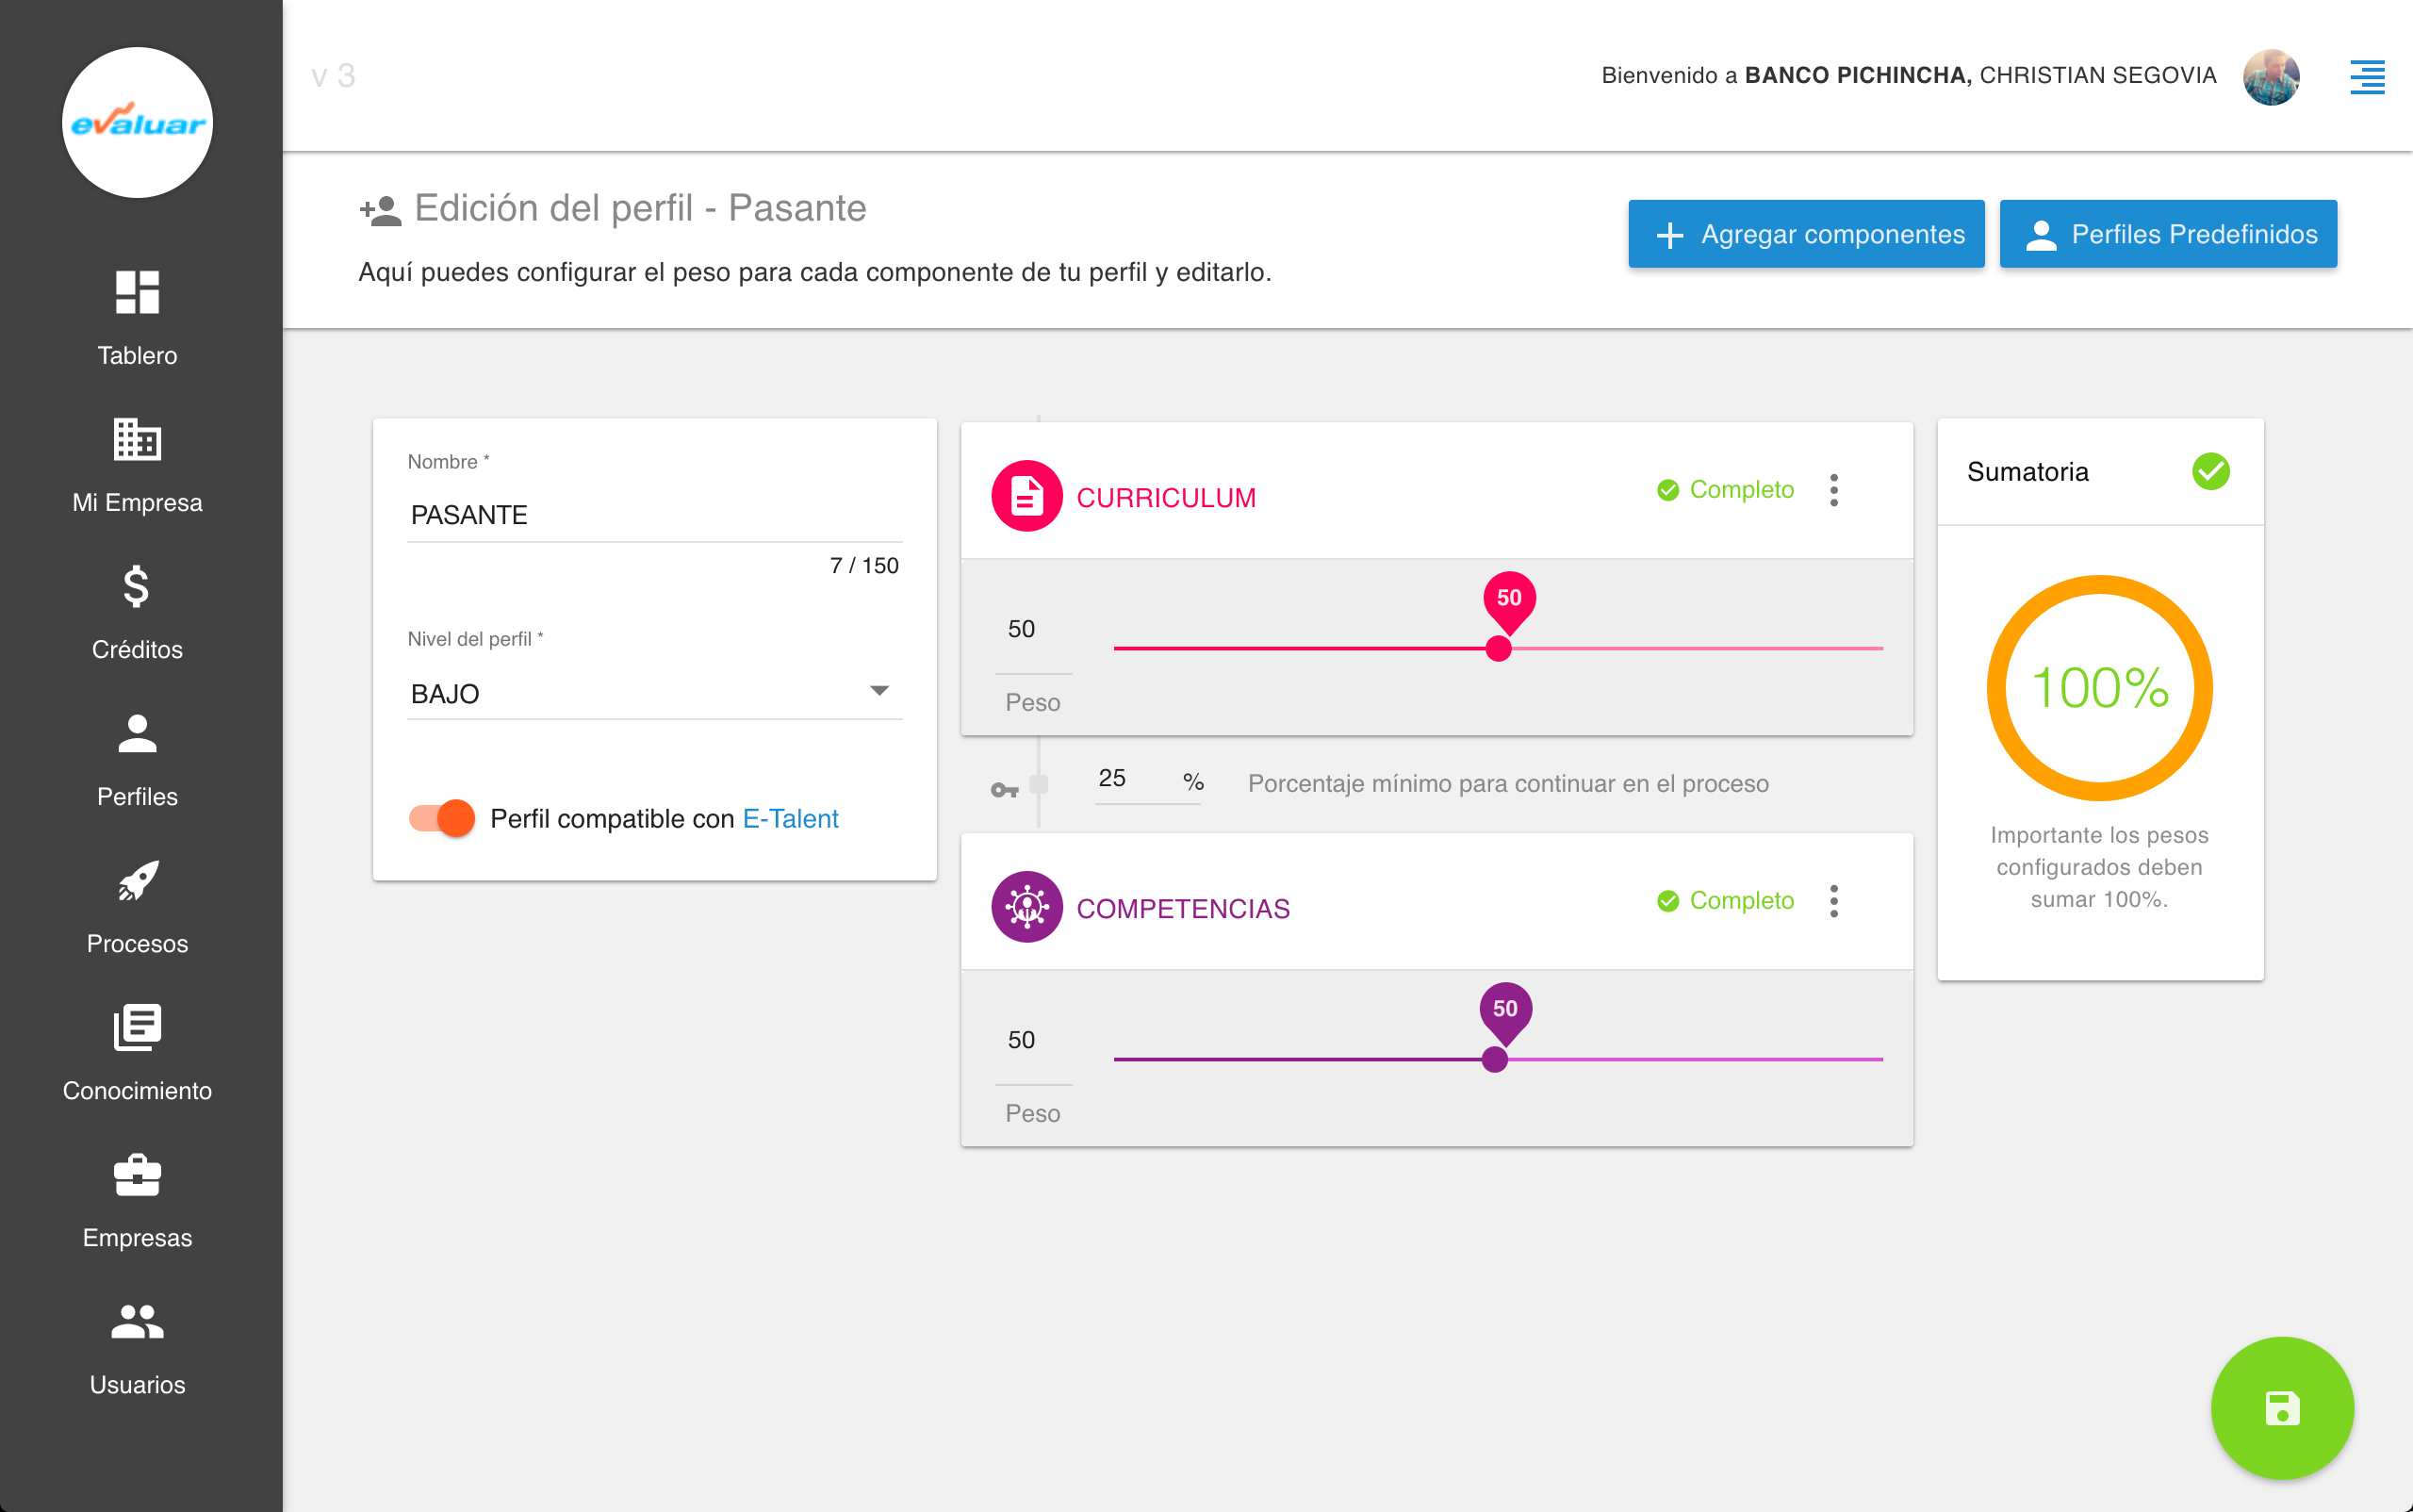 evaluar
Tablero
Mi Empresa
Créditos
Perfiles
Procesos
Conocimiento
Empresas
Usuarios
v 3
Bienvenido a BANCO PICHINCHA, CHRISTIAN SEGOVIA
Edición del perfil - Pasante
Aquí puedes configurar el peso para cada componente de tu perfil y editarlo.
Agregar componentes
Perfiles Predefinidos
Nombre *
PASANTE
7 / 150
Nivel del perfil *
BAJO
Perfil compatible con E-Talent
CURRICULUM
Completo
50
50
Peso
25 % Porcentaje mínimo para continuar en el proceso
COMPETENCIAS
Completo
50
50
Peso
Sumatoria
100%
Importante los pesos
configurados deben
sumar 100%.